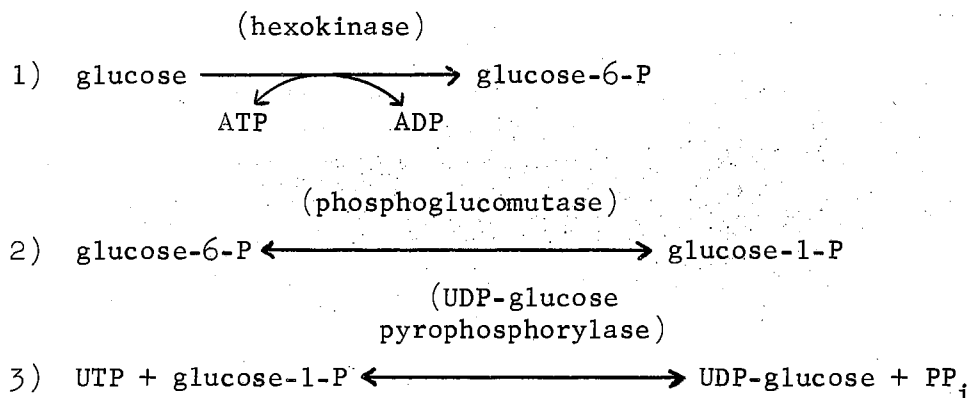 (hexokinase)
1) glucose → glucose-6-P
ATP ADP
(phosphoglucomutase)
2) glucose-6-P ↔ glucose-1-P
(UDP-glucose
pyrophosphorylase)
3) UTP + glucose-1-P ↔ UDP-glucose + PPi